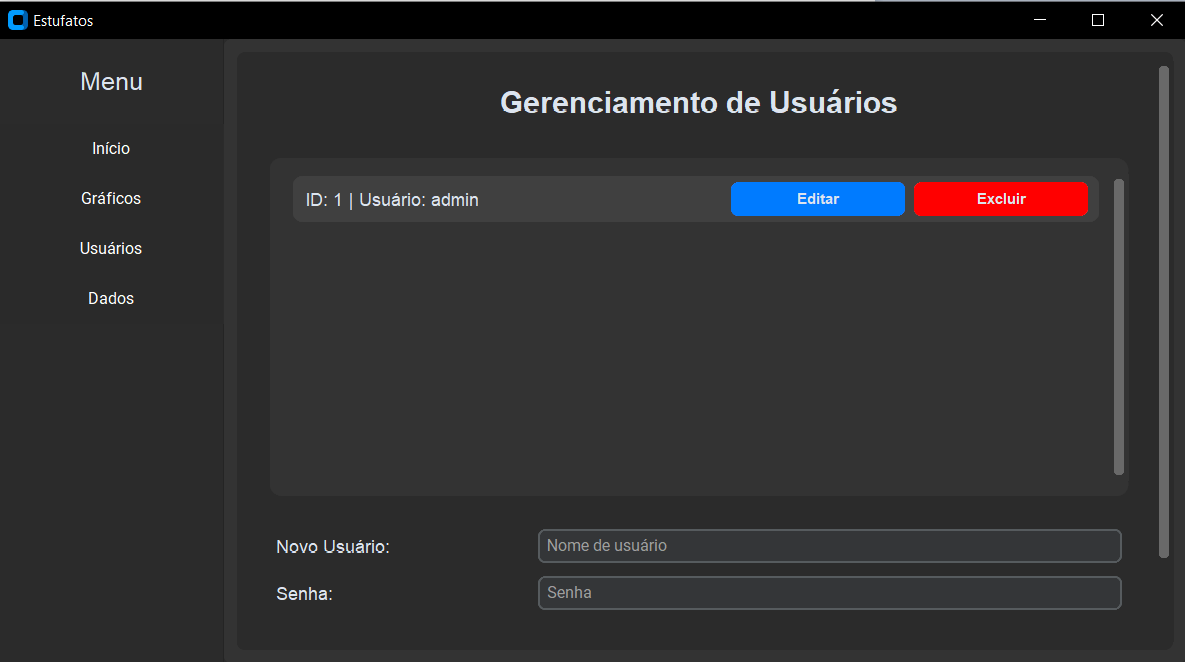 Estufatos
Menu
Início
Gráficos
Usuários
Dados
Gerenciamento de Usuários
ID: 1 | Usuário: admin
Editar
Excluir
Novo Usuário:
Nome de usuário
Senha:
Senha